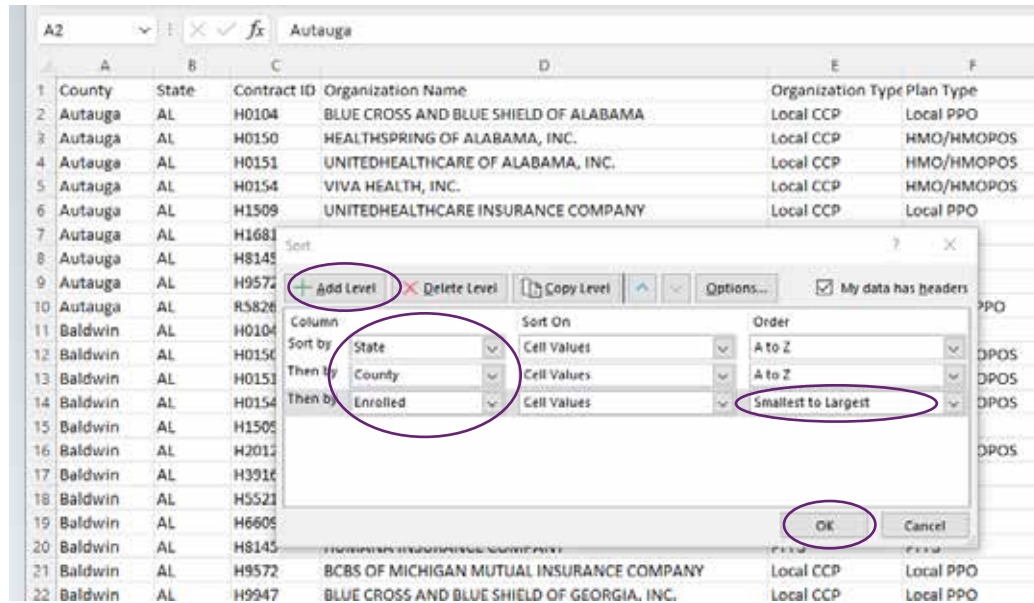 A2 fx Autauga
A B C D E F
1 County State Contract ID Organization Name Organization Type Plan Type
2 Autauga AL H0104 BLUE CROSS AND BLUE SHIELD OF ALABAMA Local CCP Local PPO
3 Autauga AL H0150 HEALTHSPRING OF ALABAMA, INC. Local CCP HMO/HMOPOS
4 Autauga AL H0151 UNITEDHEALTHCARE OF ALABAMA, INC. Local CCP HMO/HMOPOS
5 Autauga AL H0154 VIVA HEALTH, INC. Local CCP HMO/HMOPOS
6 Autauga AL H1509 UNITEDHEALTHCARE INSURANCE COMPANY Local CCP Local PPO
7 Autauga AL H1681 Sort ?
8 Autauga AL H8145
9 Autauga AL H9572 Add Level Delete Level Copy Level Options... My data has headers
10 Autauga AL R5826 PPO
Column Sort On Order
11 Baldwin AL H0104 Sort by State Cell Values A to Z
12 Baldwin AL H0150 OPOS
13 Baldwin AL H0151 Then by County Cell Values A to Z OPOS
14 Baldwin AL H0154 Then by Enrolled Cell Values Smallest to Largest OPOS
15 Baldwin AL H1509
16 Baldwin AL H2012 OPOS
17 Baldwin AL H3916
18 Baldwin AL H5521
19 Baldwin AL H6609 OK Cancel
20 Baldwin AL H8145 HUMANA INSURANCE COMPANY PFFS PFFS
21 Baldwin AL H9572 BCBS OF MICHIGAN MUTUAL INSURANCE COMPANY Local CCP Local PPO
22 Baldwin AL H9947 BLUE CROSS AND BLUE SHIELD OF GEORGIA, INC. Local CCP Local PPO